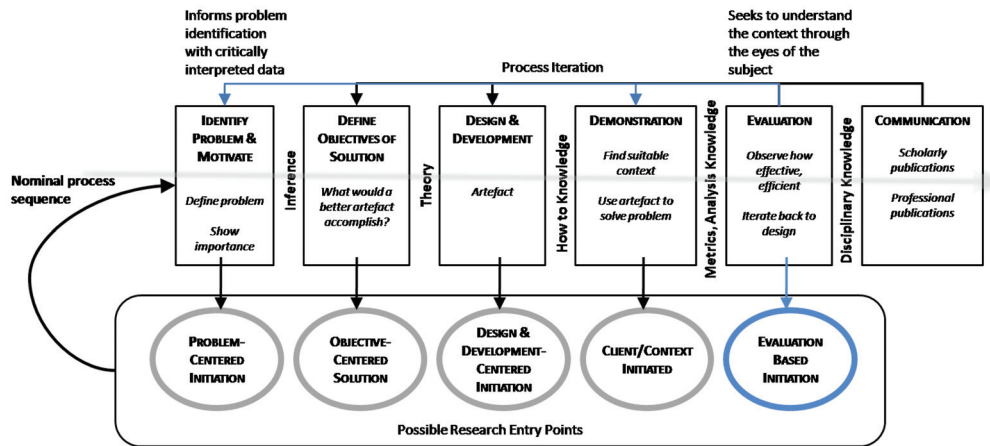 Informs problem
identification
with critically
interpreted data
Seeks to understand
the context through
the eyes of the
subject
Process Iteration
Nominal process
sequence
IDENTIFY
PROBLEM &
MOTIVATE
Define problem
Show
importance
Inference
DEFINE
OBJECTIVES OF
SOLUTION
What would a
better artefact
accomplish?
Theory
DESIGN &
DEVELOPMENT
Artefact
How to Knowledge
DEMONSTRATION
Find suitable
context
Use artefact to
solve problem
Metrics, Analysis Knowledge
EVALUATION
Observe how
effective,
efficient
Iterate back to
design
Disciplinary Knowledge
COMMUNICATION
Scholarly
publications
Professional
publications
PROBLEM-
CENTERED
INITIATION
OBJECTIVE-
CENTERED
SOLUTION
DESIGN &
DEVELOPMENT-
CENTERED
INITIATION
CLIENT/CONTEXT
INITIATED
EVALUATION
BASED
INITIATION
Possible Research Entry Points